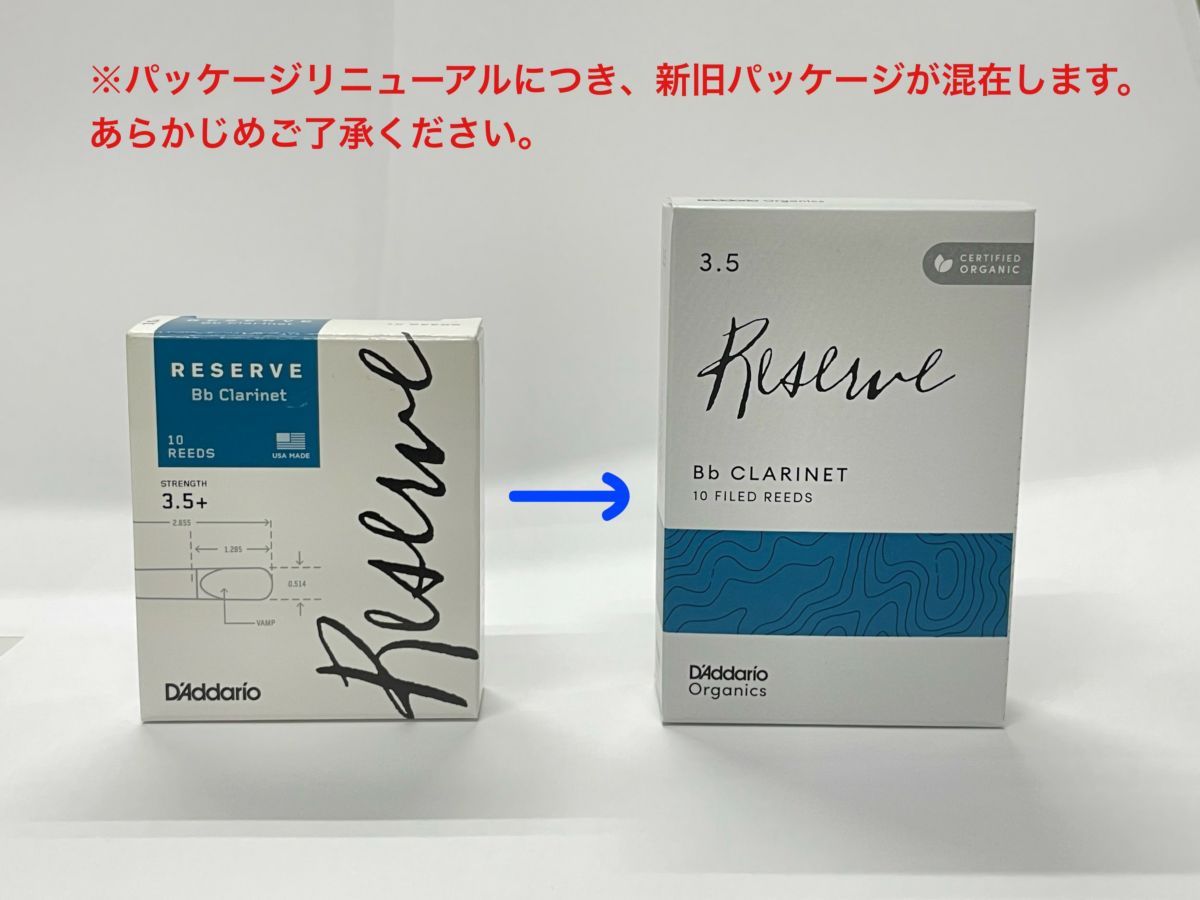 ※パッケージリニューアルにつき、新旧パッケージが混在します。
あらかじめご了承ください。
RESERVE
Bb Clarinet
10
REEDS
USA MADE
STRENGTH
3.5+
2.655
1.285
0.514
VAMP
Reserve
D'Addario
D'Addario Organics
3.5
CERTIFIED
ORGANIC
Reserve
Bb CLARINET
10 FILED REEDS
D'Addario
Organics